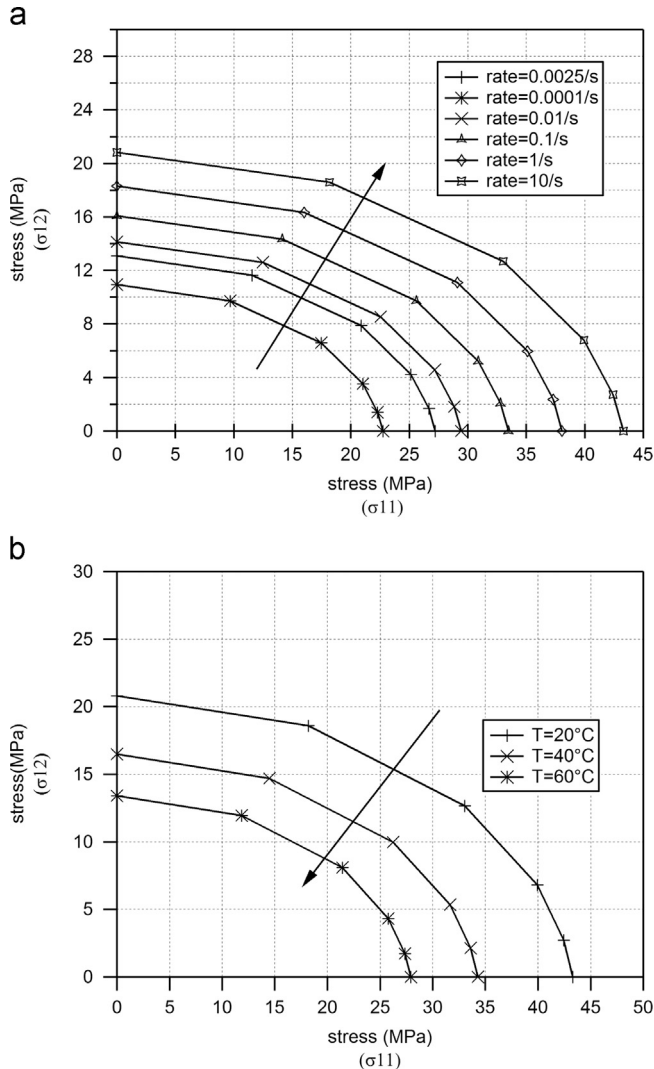 a
28
24
20
16
12
8
4
0
stress (MPa)
(σ12)
rate=0.0025/s
rate=0.0001/s
rate=0.01/s
rate=0.1/s
rate=1/s
rate=10/s
0 5 10 15 20 25 30 35 40 45
stress (MPa)
(σ11)
b
30
25
20
15
10
5
0
stress(MPa)
(σ12)
T=20°C
T=40°C
T=60°C
0 5 10 15 20 25 30 35 40 45 50
stress (MPa)
(σ11)